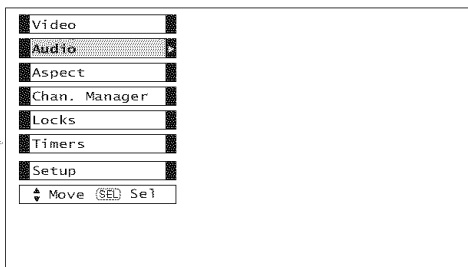 Video
Audio
Aspect
Chan. Manager
Locks
Timers
Setup
Move SEL Sel